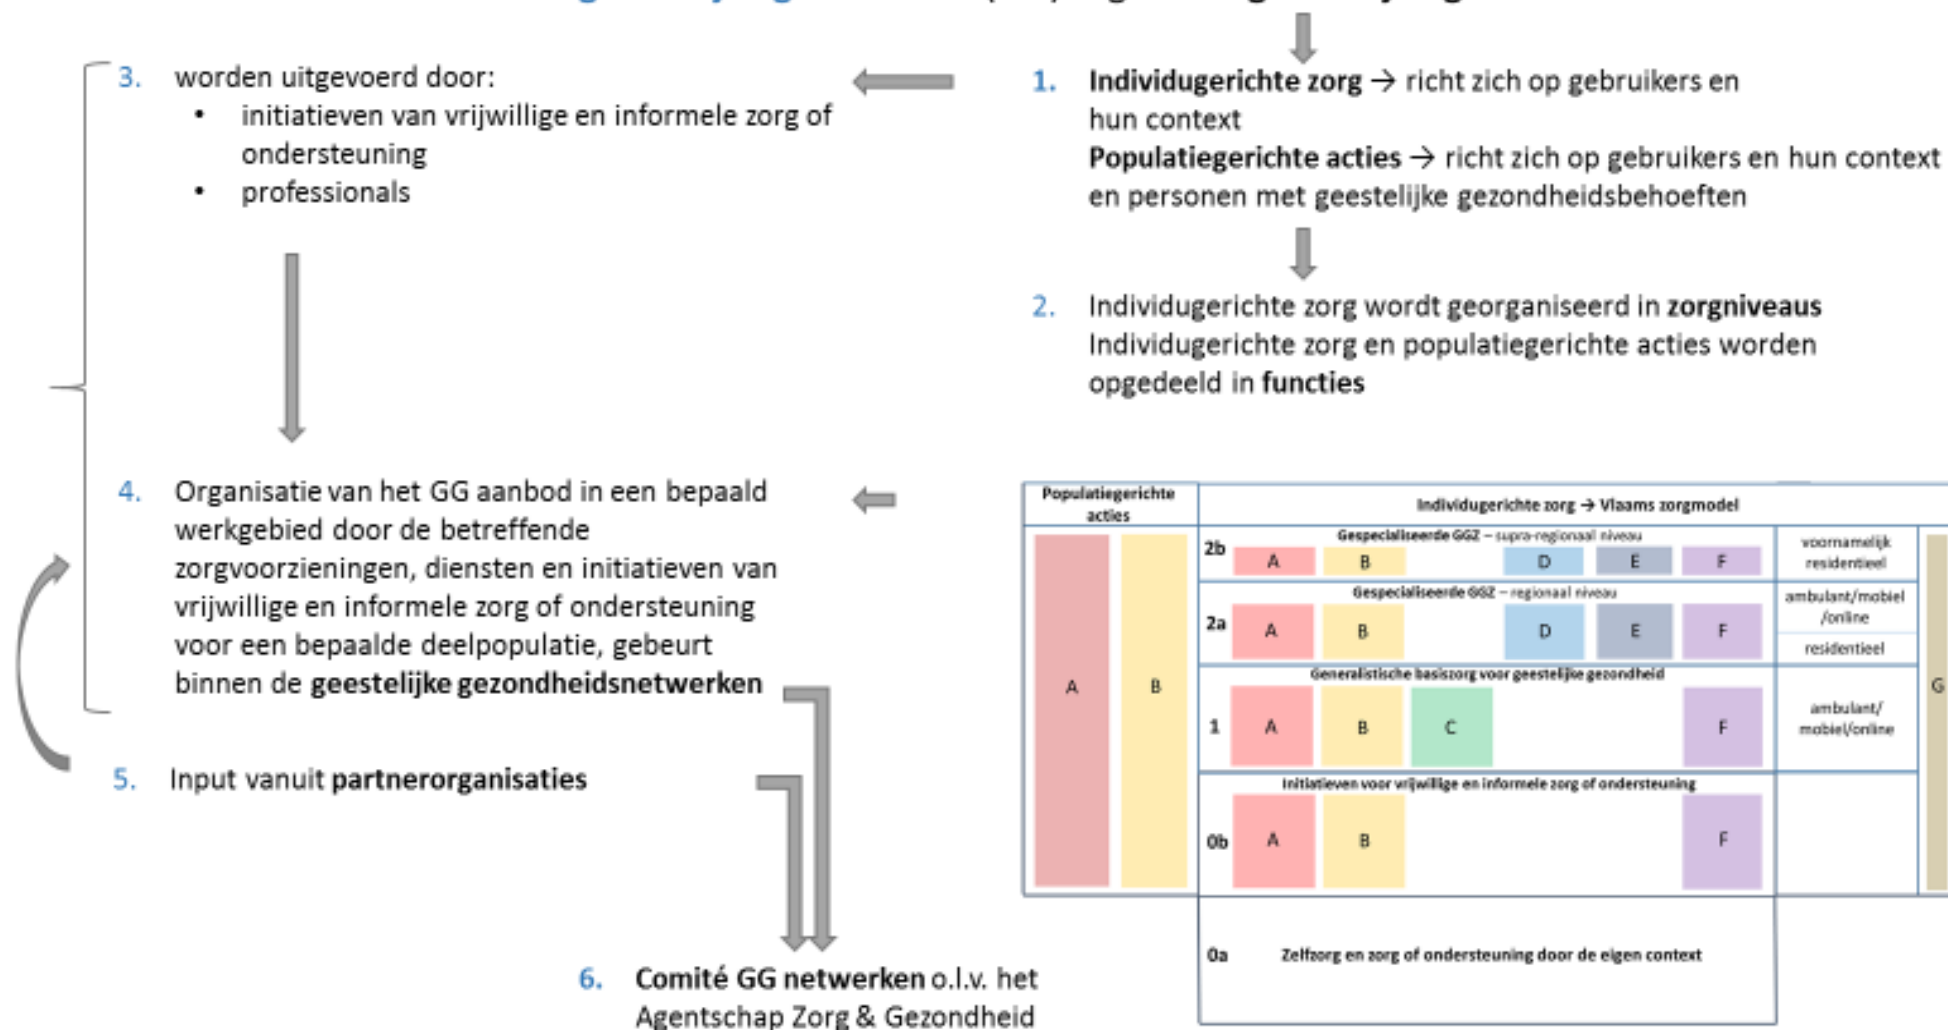 3. worden uitgevoerd door:
• initiatieven van vrijwillige en informele zorg of
ondersteuning
• professionals
1. Individugerichte zorg → richt zich op gebruikers en
hun context
Populatiegerichte acties → richt zich op gebruikers en hun context
en personen met geestelijke gezondheidsbehoeften
2. Individugerichte zorg wordt georganiseerd in zorgniveaus
Individugerichte zorg en populatiegerichte acties worden
opgedeeld in functies
4. Organisatie van het GG aanbod in een bepaald
werkgebied door de betreffende
zorgvoorzieningen, diensten en initiatieven van
vrijwillige en informele zorg of ondersteuning
voor een bepaalde deelpopulatie, gebeurt
binnen de geestelijke gezondheidsnetwerken
5. Input vanuit partnerorganisaties
6. Comité GG netwerken o.l.v. het
Agentschap Zorg & Gezondheid
Populatiegerichte
acties
Individugerichte zorg → Vlaams zorgmodel
A B
Gespecialiseerde GGZ – supra-regionaal niveau
2b A B D E F
voornamelijk
residentieel
Gespecialiseerde GGZ – regionaal niveau
2a A B D E F
ambulant/mobiel
/online
residentieel
Generalistische basiszorg voor geestelijke gezondheid
1 A B C F
ambulant/
mobiel/online
G
Initiatieven voor vrijwillige en informele zorg of ondersteuning
0b A B F
0a Zelfzorg en zorg of ondersteuning door de eigen context